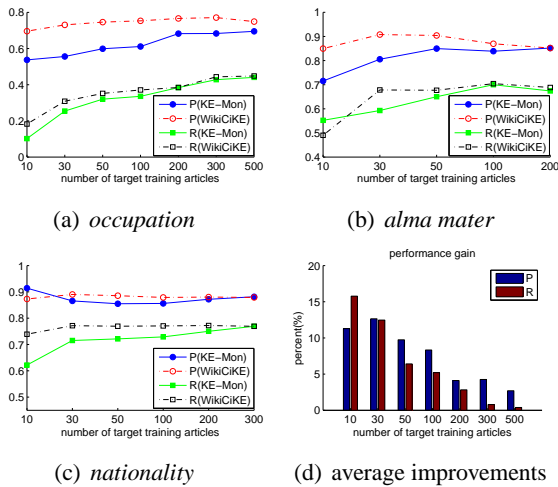 0.8
0.6
0.4
0.2
0
10 30 50 100 200 300 500
number of target training articles
P(KE−Mon)
P(WikiCiKE)
R(KE−Mon)
R(WikiCiKE)
(a) occupation
1
0.9
0.8
0.7
0.6
0.5
0.4
10 30 50 100 200
number of target training articles
P(KE−Mon)
P(WikiCiKE)
R(KE−Mon)
R(WikiCiKE)
(b) alma mater
1
0.9
0.8
0.7
0.6
0.5
10 30 50 100 200 300
number of target training articles
P(KE−Mon)
P(WikiCiKE)
R(KE−Mon)
R(WikiCiKE)
(c) nationality
performance gain
20
15
10
5
0
percent(%)
10 30 50 100 200 300 500
number of target training articles
P
R
(d) average improvements